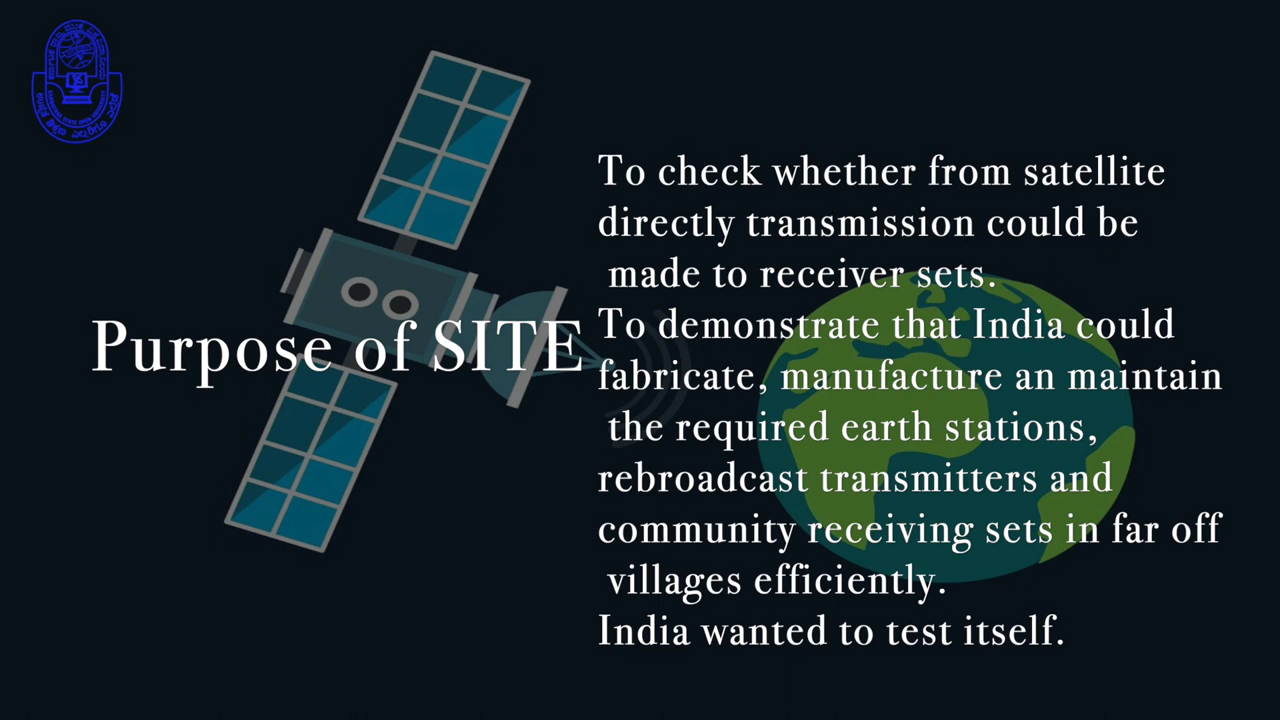 Purpose of SITE
To check whether from satellite
directly transmission could be
made to receiver sets.
To demonstrate that India could
fabricate, manufacture an maintain
the required earth stations,
rebroadcast transmitters and
community receiving sets in far off
villages efficiently.
India wanted to test itself.